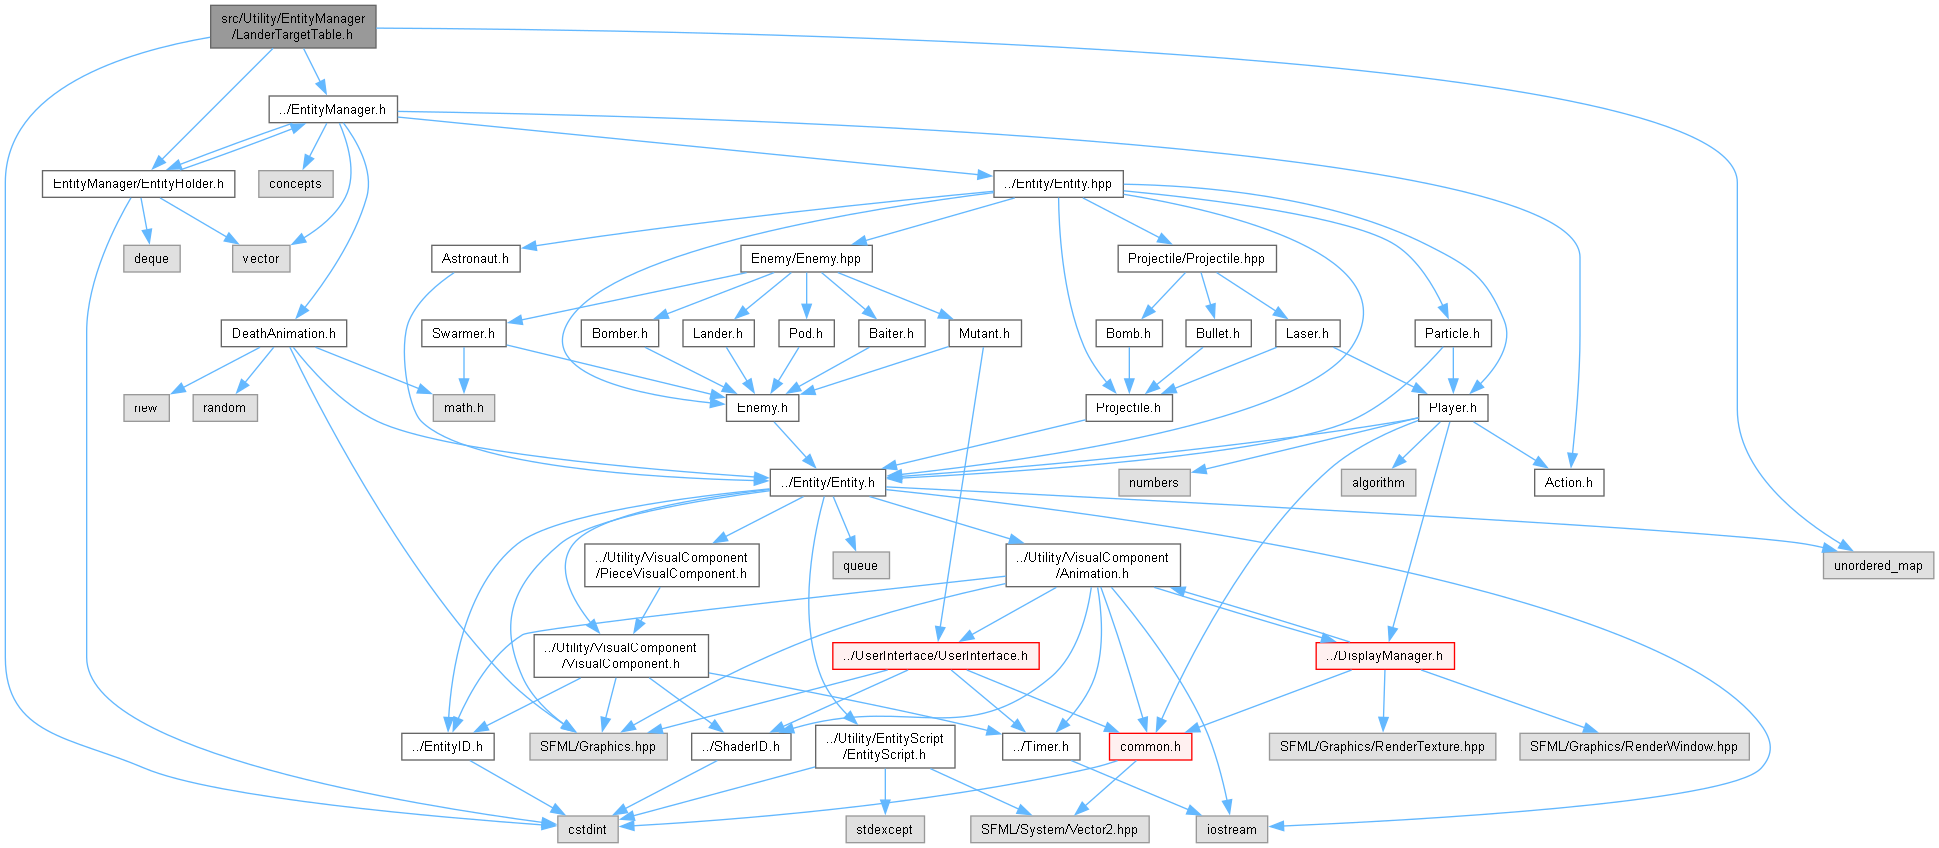 src/Utility/EntityManager
/LanderTargetTable.h
../EntityManager.h
EntityManager/EntityHolder.h
concepts
../Entity/Entity.hpp
deque
vector
Astronaut.h
Enemy/Enemy.hpp
Projectile/Projectile.hpp
DeathAnimation.h
Swarmer.h
Bomber.h
Lander.h
Pod.h
Baiter.h
Mutant.h
Bomb.h
Bullet.h
Laser.h
Particle.h
new
random
math.h
Enemy.h
Projectile.h
Player.h
../Entity/Entity.h
numbers
algorithm
Action.h
../Utility/VisualComponent
/PieceVisualComponent.h
queue
../Utility/VisualComponent
/Animation.h
unordered_map
../Utility/VisualComponent
/VisualComponent.h
../UserInterface/UserInterface.h
../DisplayManager.h
../EntityID.h
SFML/Graphics.hpp
../ShaderID.h
../Utility/EntityScript
/EntityScript.h
../Timer.h
common.h
SFML/Graphics/RenderTexture.hpp
SFML/Graphics/RenderWindow.hpp
cstdint
stdexcept
SFML/System/Vector2.hpp
iostream